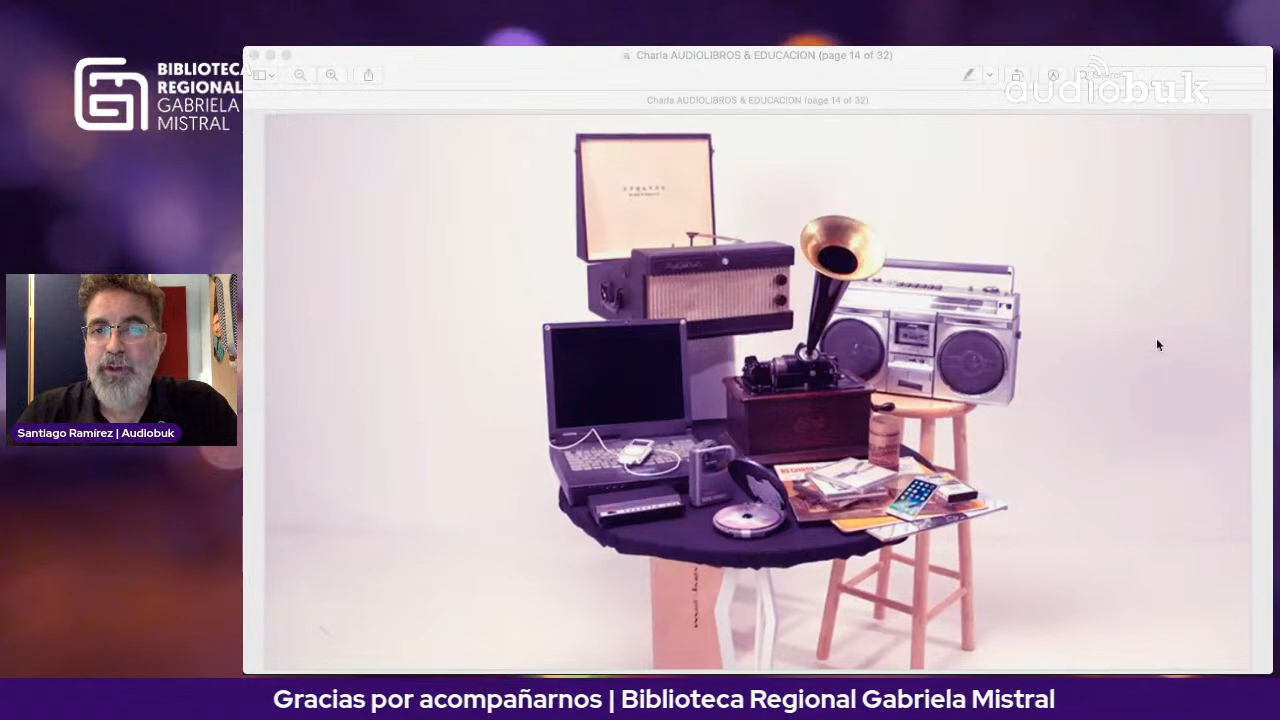 BIBLIOTECA
REGIONAL
GABRIELA
MISTRAL
Charla AUDIOLIBROS & EDUCACION (page 14 of 32)
Charla AUDIOLIBROS & EDUCACION (page 14 of 32)
audiobuk
Santiago Ramírez | Audiobuk
Gracias por acompañarnos | Biblioteca Regional Gabriela Mistral